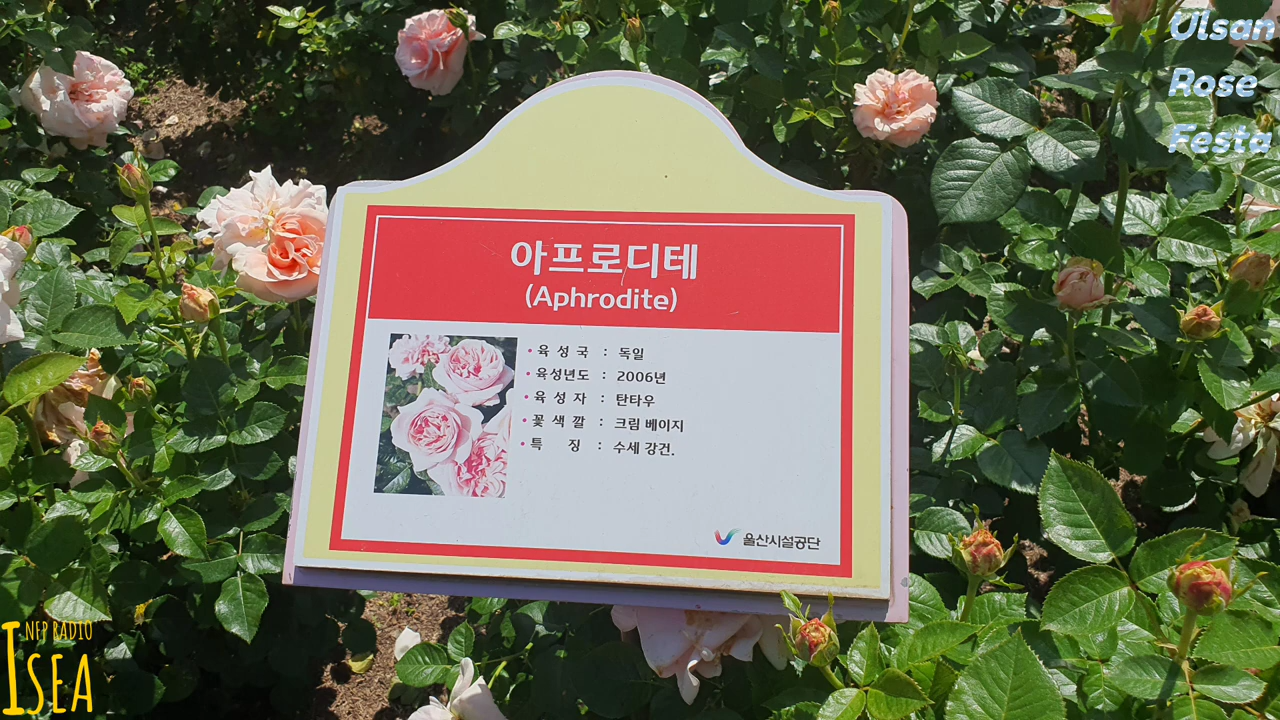 Ulsan
Rose
Festa
아프로디테
(Aphrodite)
• 육 성 국 : 독일
• 육성년도 : 2006년
• 육 성 자 : 탄타우
• 꽃 색 깔 : 크림 베이지
• 특 징 : 수세 강건.
울산시설공단
NEP RADIO
ISEA